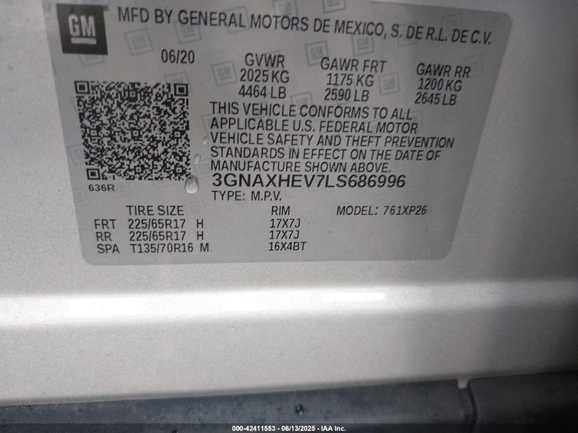 GM
MFD BY GENERAL MOTORS DE MEXICO, S. DE R.L. DE C.V.
06/20 GVWR GAWR FRT GAWR RR
2025 KG 1175 KG 1200 KG
4464 LB 2590 LB 2645 LB
THIS VEHICLE CONFORMS TO ALL
APPLICABLE U.S. FEDERAL MOTOR
VEHICLE SAFETY AND THEFT PREVENTION
STANDARDS IN EFFECT ON THE DATE OF
MANUFACTURE SHOWN ABOVE.
636R 3GNAXHEV7LS686996
TYPE: M.P.V.
TIRE SIZE RIM MODEL: 761XP26
FRT 225/65R17 H 17X7J
RR 225/65R17 H 17X7J
SPA T135/70R16 M 16X4BT
000-42411553 - 06/13/2025 - IAA Inc.